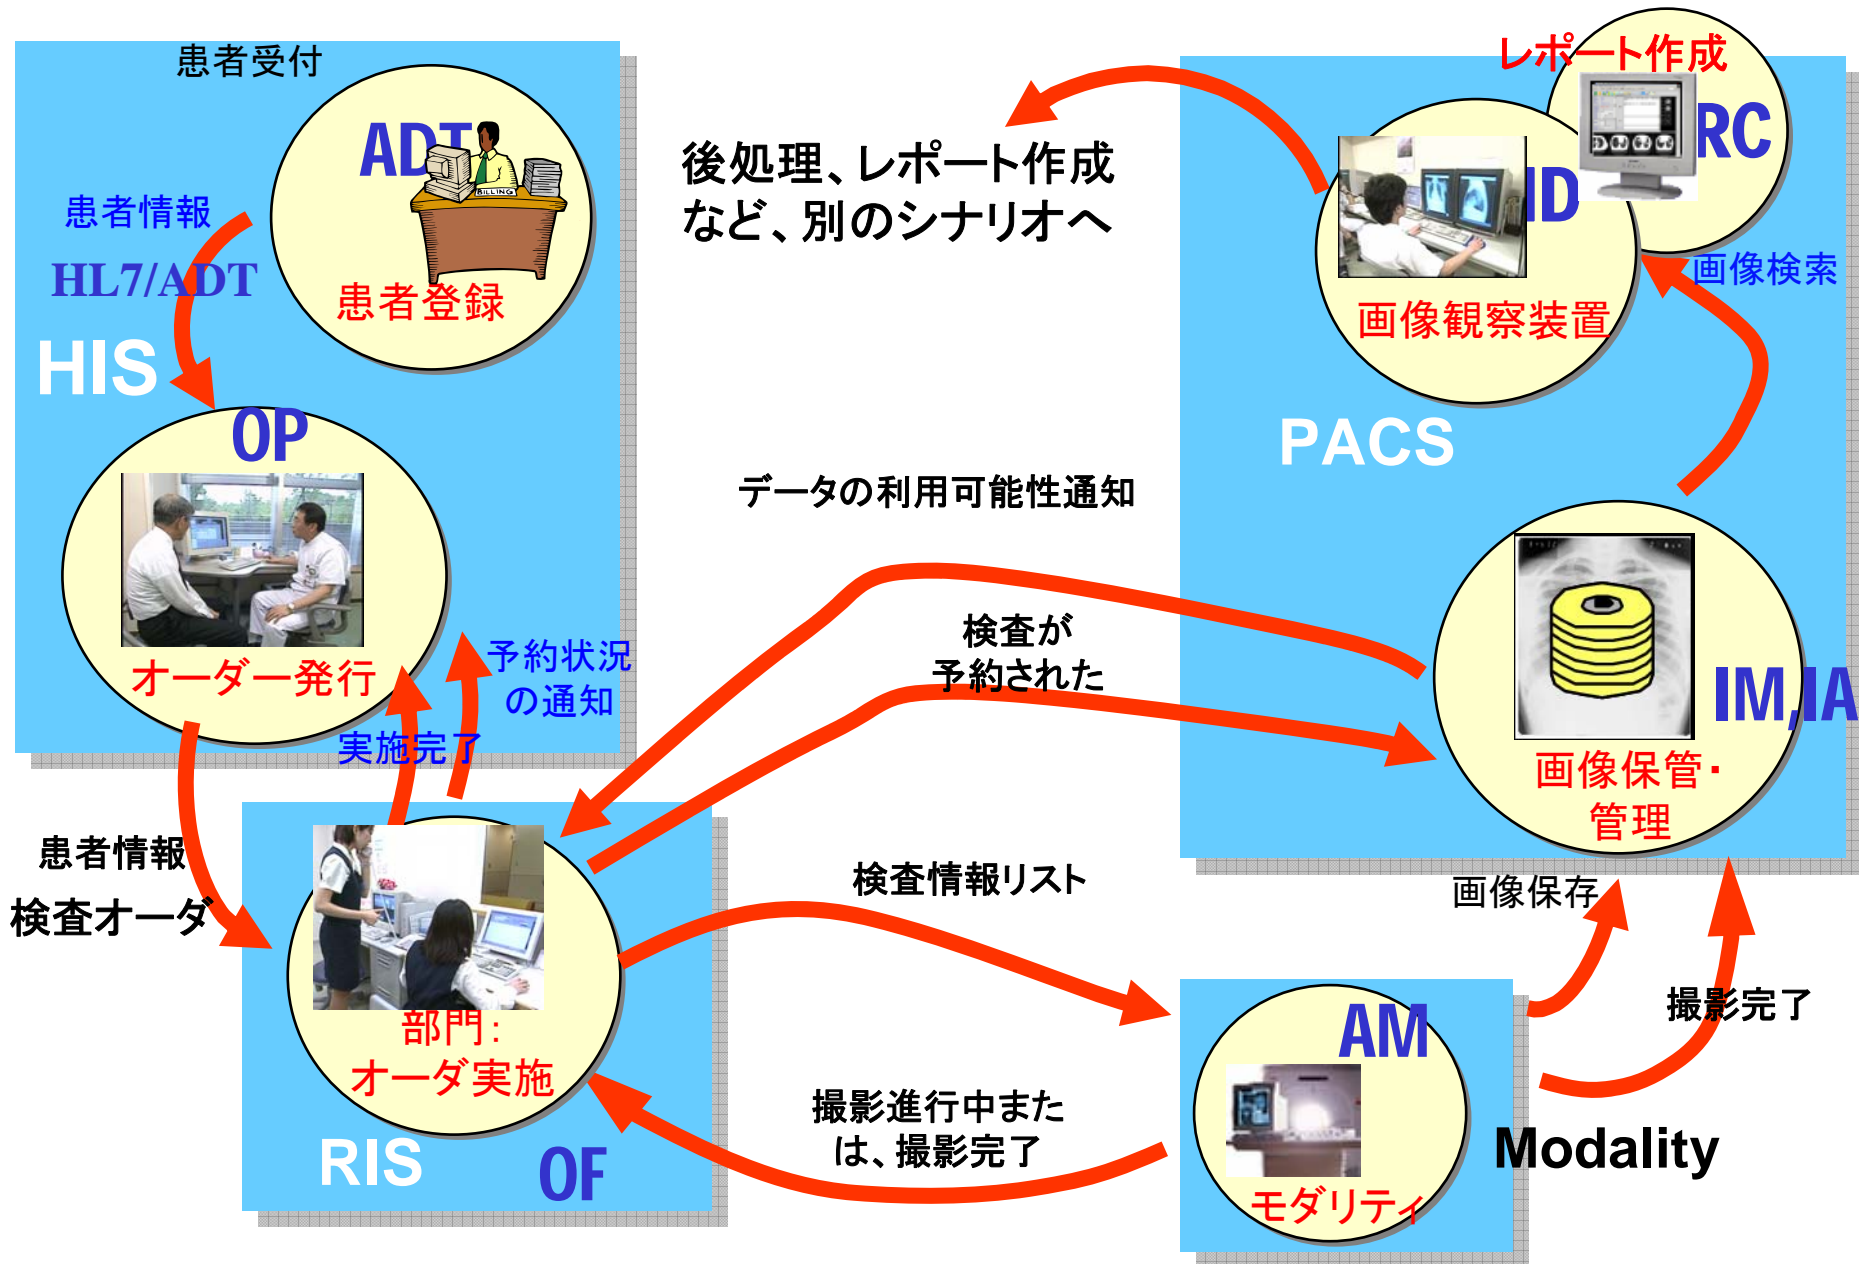 患者受付
ADT
BILLING
患者登録
患者情報
HL7/ADT
HIS
OP
オーダー発行
予約状況
の通知
実施完了
患者情報
検査オーダ
部門：
オーダ実施
RIS
OF
後処理、レポート作成
など、別のシナリオへ
データの利用可能性通知
検査が
予約された
検査情報リスト
撮影進行中また
は、撮影完了
レポート作成
RC
ID
画像観察装置
画像検索
PACS
IM,IA
画像保管・
管理
画像保存
撮影完了
AM
モダリティ
Modality